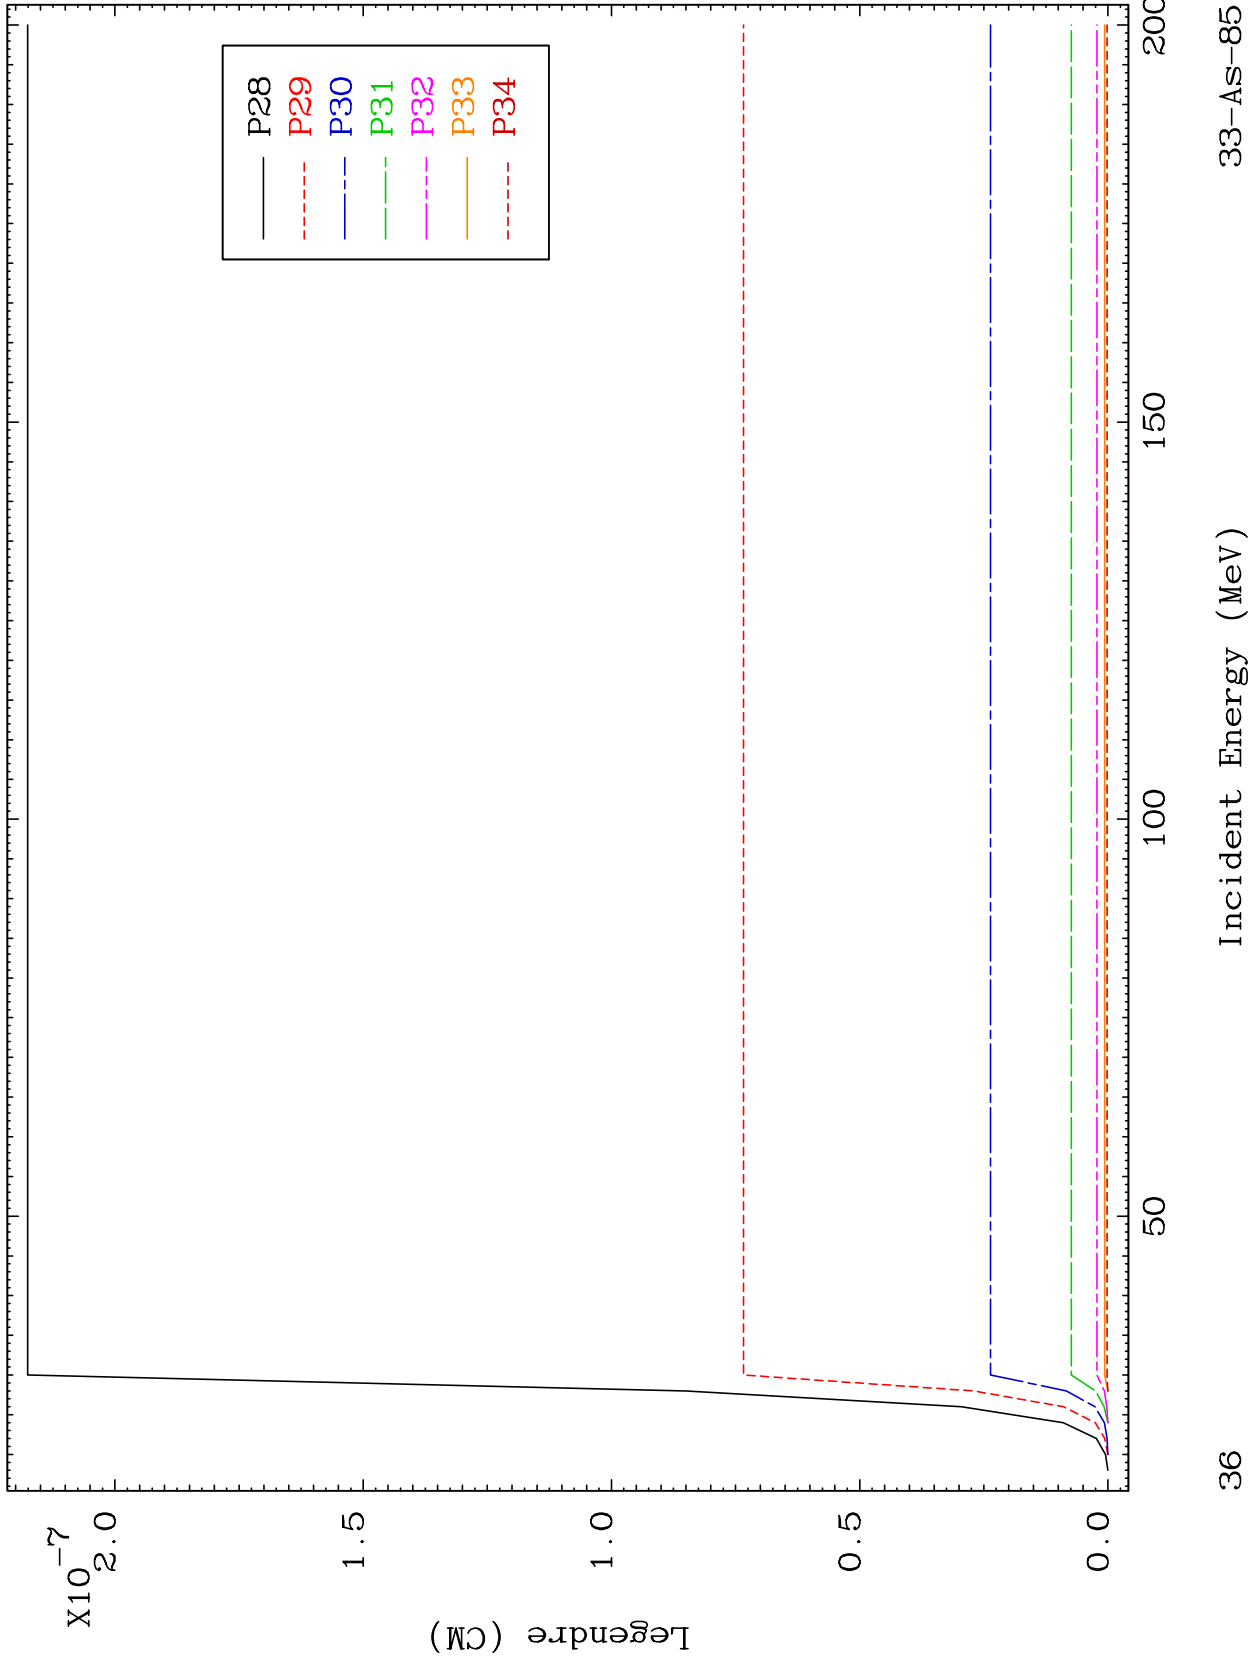 X10-7
2.0
1.5
1.0
0.5
0.0
Legendre (CM)
P28
P29
P30
P31
P32
P33
P34
50
100
150
200
Incident Energy (MeV)
36
33-As-85